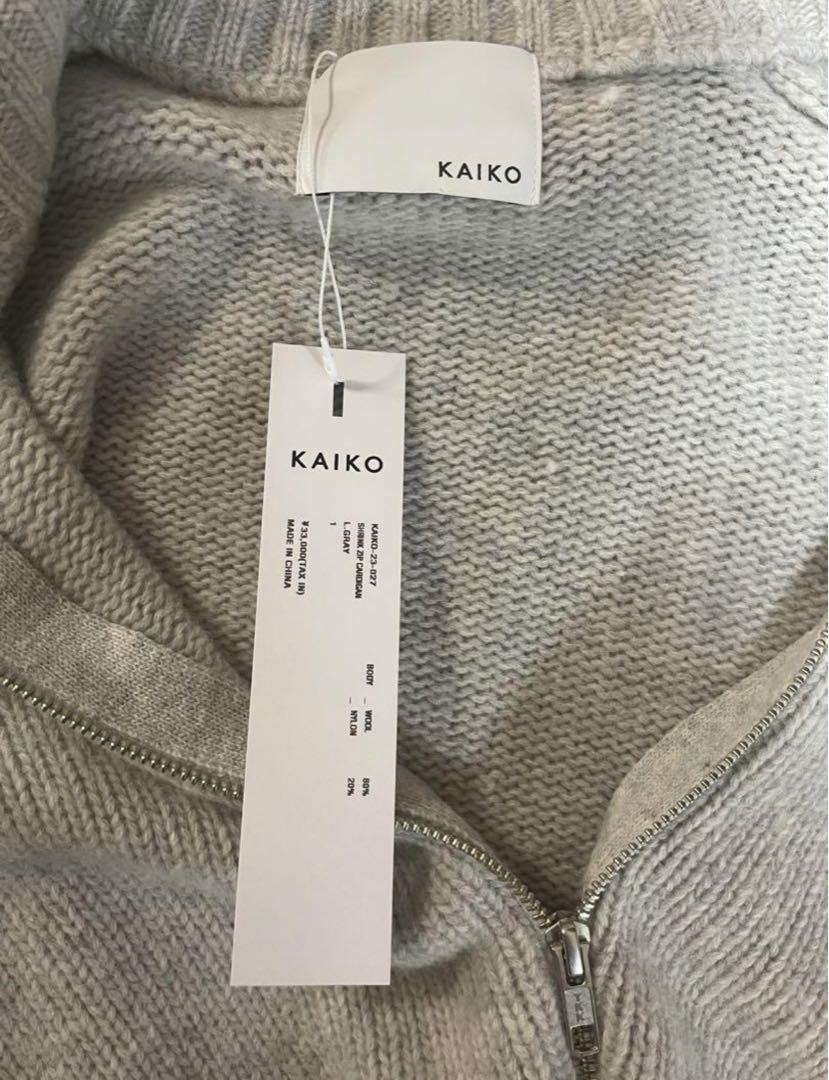 KAIKO
KAIKO
KAIKO-23-027
SHRINK ZIP CARDIGAN
L.GRAY
1
¥33,000(TAX IN)
MADE IN CHINA
BODY _ WOOL 80%
_ NYLON 20%
YKK